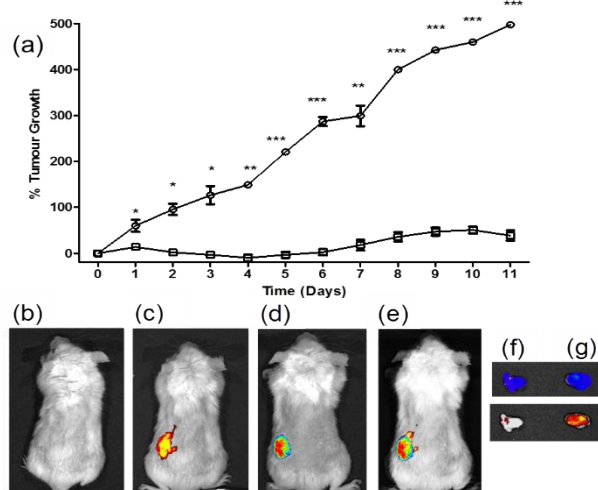 (a)
% Tumour Growth
500
400
300
200
100
0
* * * ** *** *** ** *** *** *** ***
0 1 2 3 4 5 6 7 8 9 10 11
Time (Days)
(b) (c) (d) (e) (f) (g)